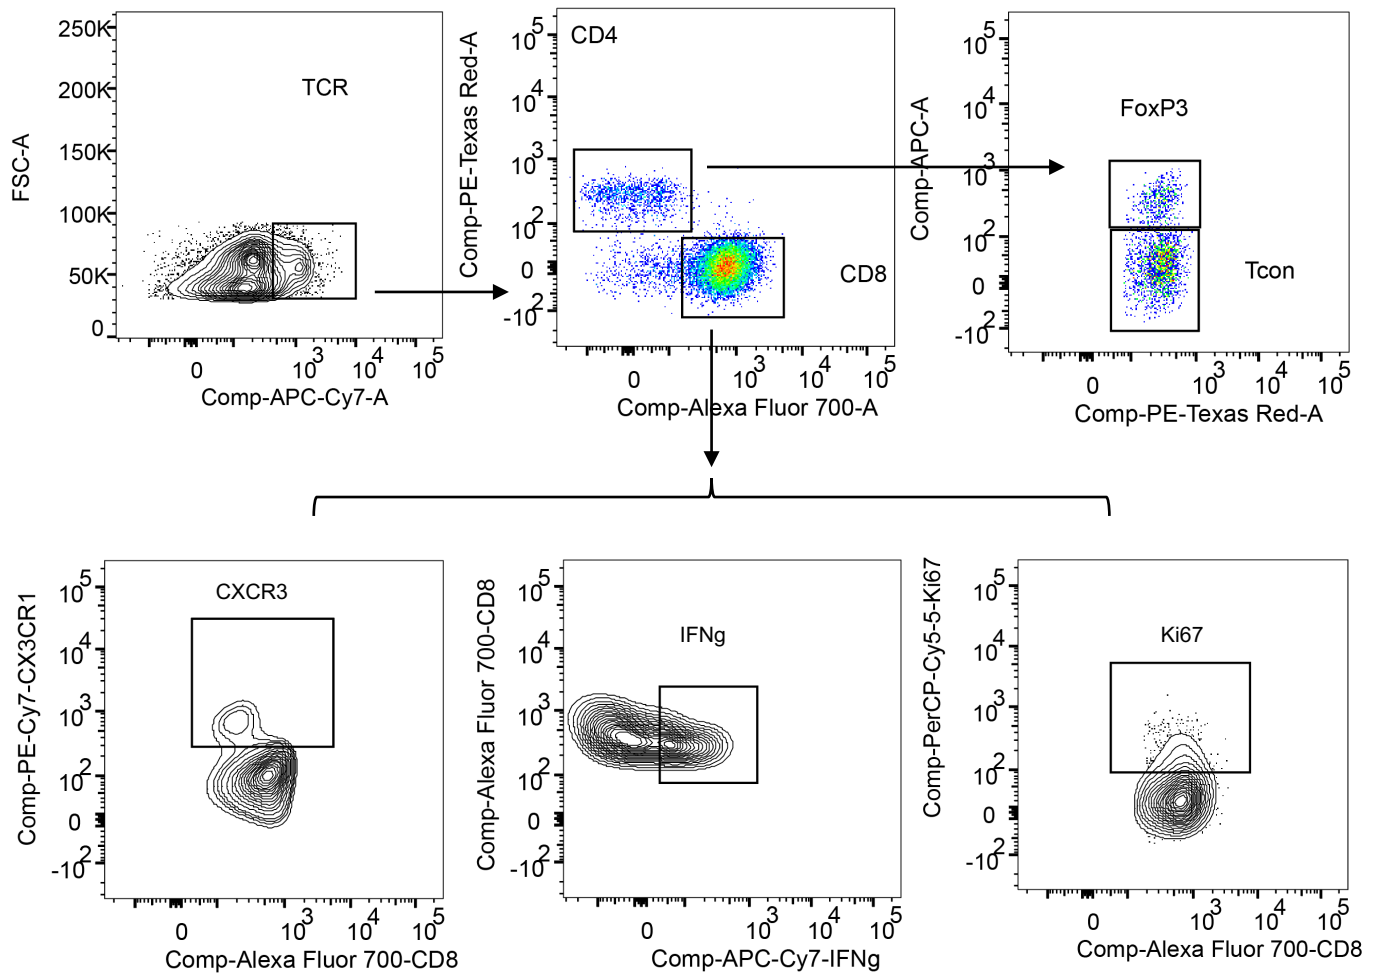 250K
200K
150K
100K
50K
0
FSC-A
TCR
0 10^3 10^4 10^5
Comp-APC-Cy7-A
10^5
10^4
10^3
10^2
0
-10^2
Comp-PE-Texas Red-A
CD4
CD8
0 10^3 10^4 10^5
Comp-Alexa Fluor 700-A
10^5
10^4
10^3
10^2
0
-10^2
Comp-APC-A
FoxP3
Tcon
0 10^3 10^4 10^5
Comp-PE-Texas Red-A
10^5
10^4
10^3
10^2
0
-10^2
Comp-PE-Cy7-CX3CR1
CXCR3
0 10^3 10^4 10^5
Comp-Alexa Fluor 700-CD8
10^5
10^4
10^3
10^2
0
-10^2
Comp-Alexa Fluor 700-CD8
IFNg
0 10^3 10^4 10^5
Comp-APC-Cy7-IFNg
10^5
10^4
10^3
10^2
0
-10^2
Comp-PerCP-Cy5-5-Ki67
Ki67
0 10^3 10^4 10^5
Comp-Alexa Fluor 700-CD8